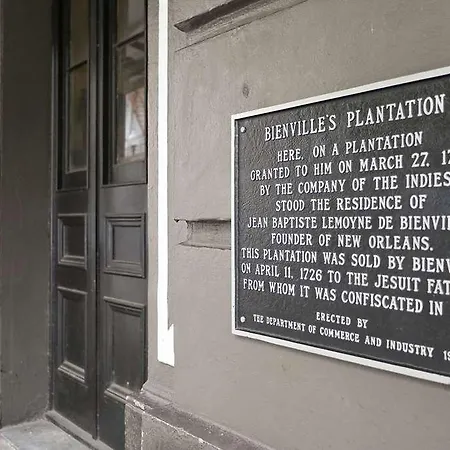 BIENVILLE'S PLANTATION
HERE, ON A PLANTATION
GRANTED TO HIM ON MARCH 27, 17
BY THE COMPANY OF THE INDIES
STOOD THE RESIDENCE OF
JEAN BAPTISTE LEMOYNE DE BIENVIL
FOUNDER OF NEW ORLEANS.
THIS PLANTATION WAS SOLD BY BIENV
ON APRIL 11, 1726 TO THE JESUIT FAT
FROM WHOM IT WAS CONFISCATED IN
ERECTED BY
THE DEPARTMENT OF COMMERCE AND INDUSTRY 19